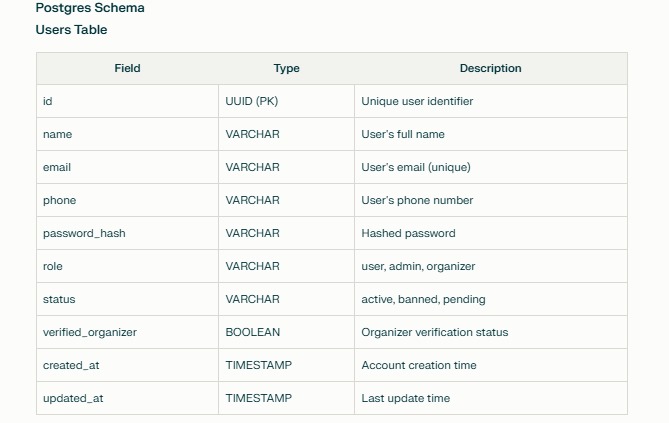 Postgres Schema
Users Table
Field Type Description
id UUID (PK) Unique user identifier
name VARCHAR User's full name
email VARCHAR User's email (unique)
phone VARCHAR User's phone number
password_hash VARCHAR Hashed password
role VARCHAR user, admin, organizer
status VARCHAR active, banned, pending
verified_organizer BOOLEAN Organizer verification status
created_at TIMESTAMP Account creation time
updated_at TIMESTAMP Last update time